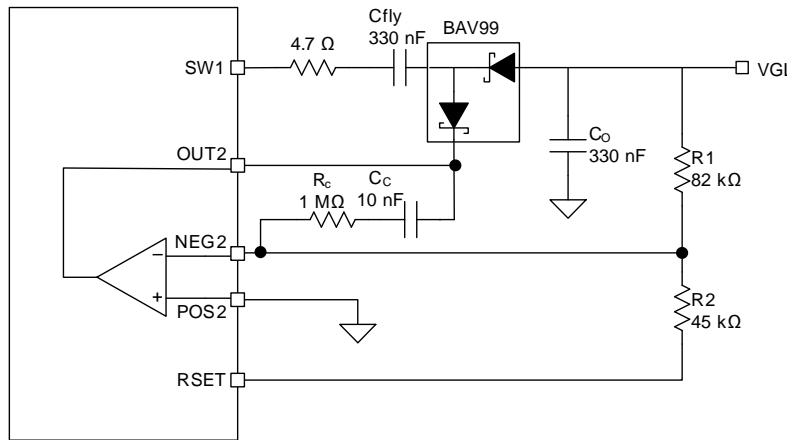 Cfly
330 nF
BAV99
4.7 Ω
SW1
VGL
OUT2
Rc
1 MΩ
CC
10 nF
CO
330 nF
R1
82 kΩ
NEG2
−
+
POS2
R2
45 kΩ
RSET